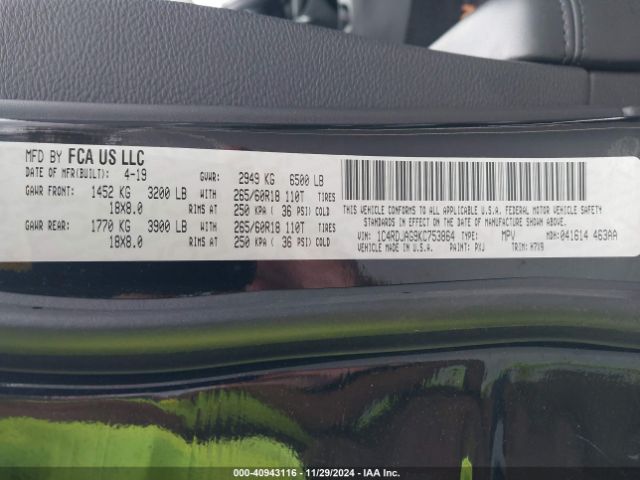 MFD BY FCA US LLC
DATE OF MFR(BUILT) 4-19 GVWR: 2949 KG 6500 LB
GAWR FRONT: 1452 KG 3200 LB WITH 265/60R18 110T TIRES
18X8.0 RIMS AT 250 KPA ( 36 PSI) COLD
GAWR REAR: 1770 KG 3900 LB WITH 265/60R18 110T TIRES
18X8.0 RIMS AT 250 KPA ( 36 PSI) COLD
THIS VEHICLE CONFORMS TO ALL APPLICABLE U.S.A. FEDERAL MOTOR VEHICLE SAFETY
STANDARDS IN EFFECT ON THE DATE OF MANUFACTURE SHOWN ABOVE.
VIN: 1C4RDJAG9KC753864 TYPE: MPV MDH:041614 463AA
VEHICLE MADE IN U.S.A. PAINT: PXJ TRIM: H7X9
000-40943116 • 11/29/2024 • IAA Inc.